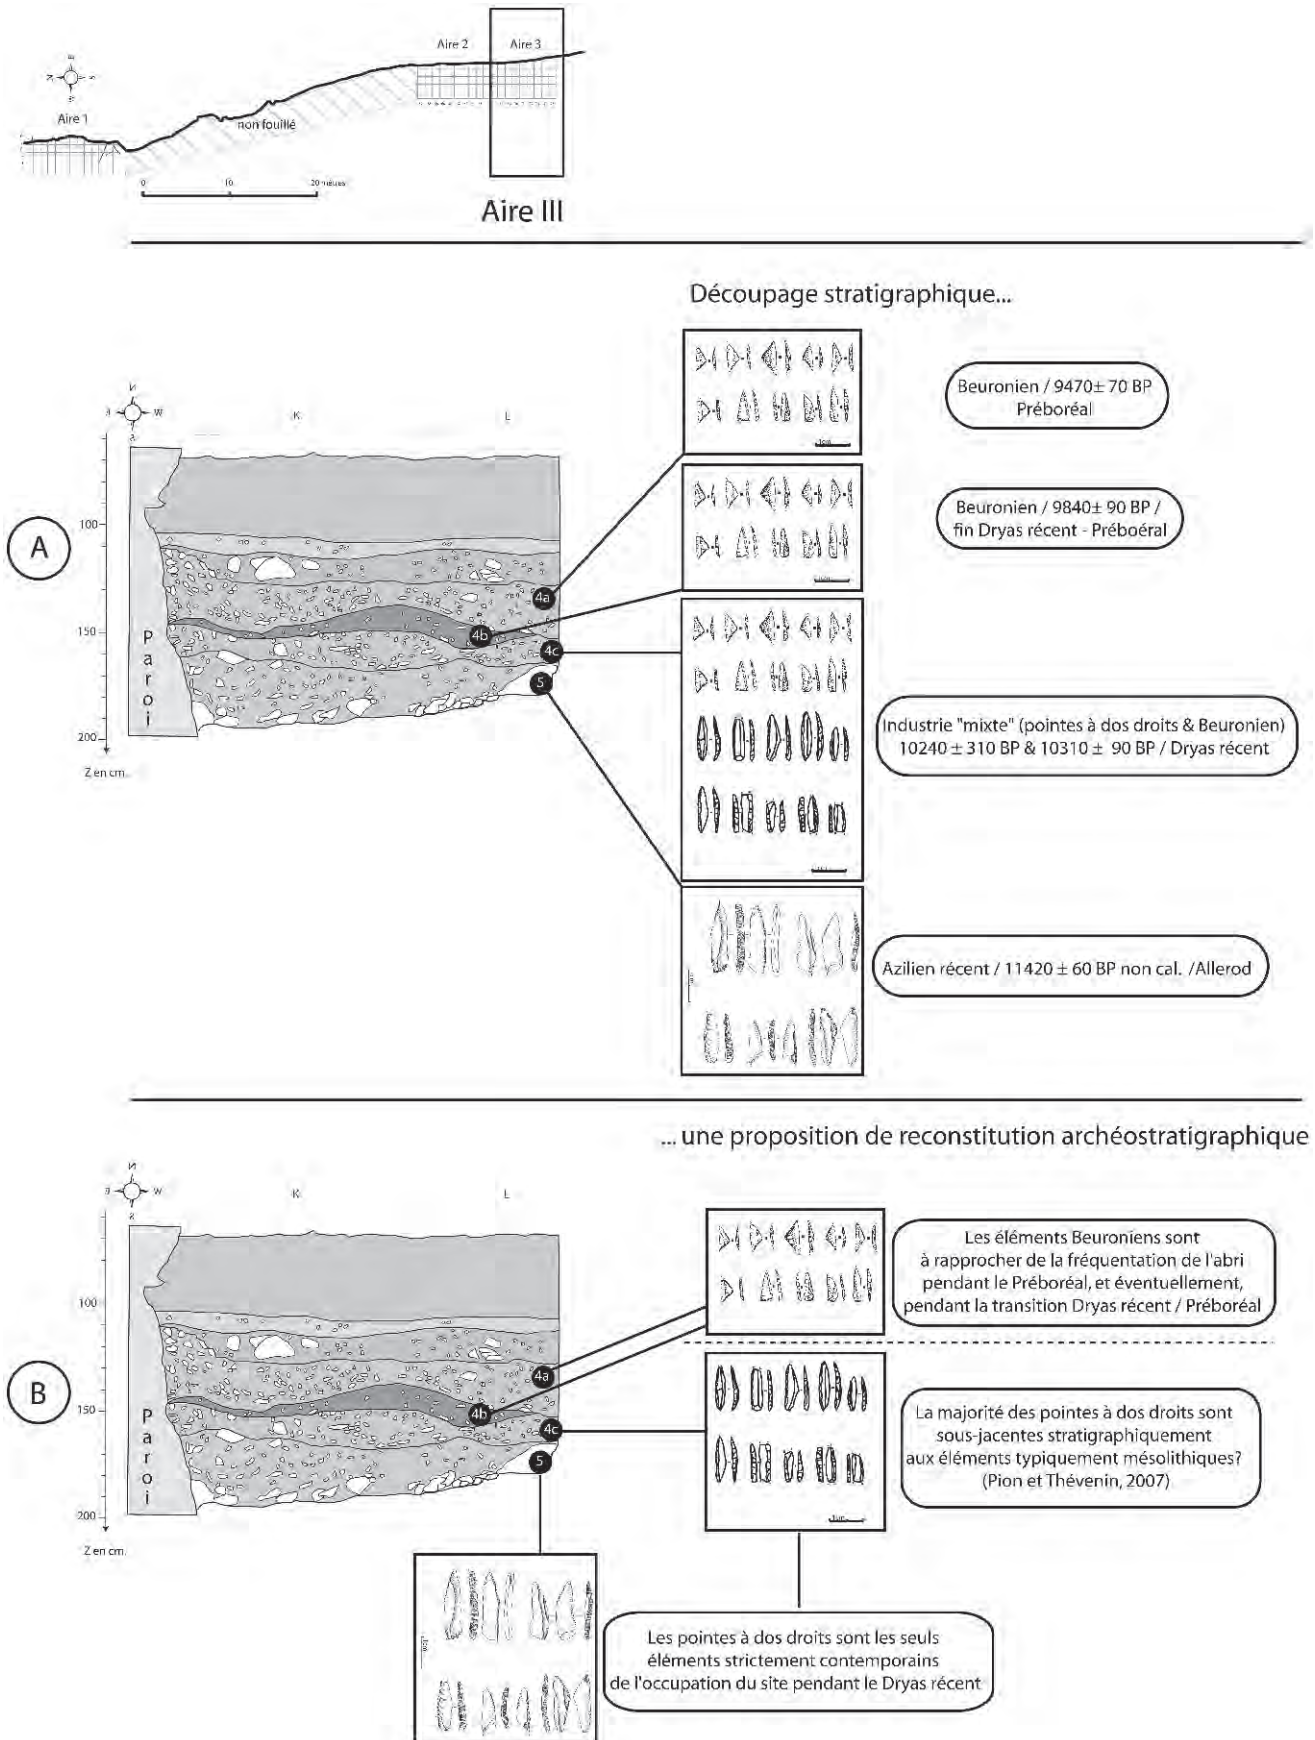 Aire 2
Aire 3
Aire 1
non fouillé
0 10 20 mètres
Aire III
Découpage stratigraphique...
Beuronien / 9470± 70 BP
Préboréal
Beuronien / 9840± 90 BP /
fin Dryas récent - Préboéral
Industrie "mixte" (pointes à dos droits & Beuronien)
10240 ± 310 BP & 10310 ± 90 BP / Dryas récent
Azilien récent / 11420 ± 60 BP non cal. /Allerod
A
W
K
L
100
150
200
Z en cm.
Paroi
4a
4b
4c
5
1cm
... une proposition de reconstitution archéostratigraphique
Les éléments Beuroniens sont
à rapprocher de la fréquentation de l'abri
pendant le Préboréal, et éventuellement,
pendant la transition Dryas récent / Préboréal
La majorité des pointes à dos droits sont
sous-jacentes stratigraphiquement
aux éléments typiquement mésolithiques?
(Pion et Thévenin, 2007)
B
W
K
L
100
150
200
Z en cm.
Paroi
4a
4b
4c
5
1cm
Les pointes à dos droits sont les seuls
éléments strictement contemporains
de l'occupation du site pendant le Dryas récent